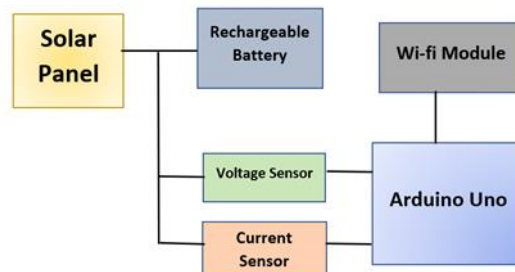 Solar
Panel
Rechargeable
Battery
Wi-fi Module
Voltage Sensor
Arduino Uno
Current
Sensor